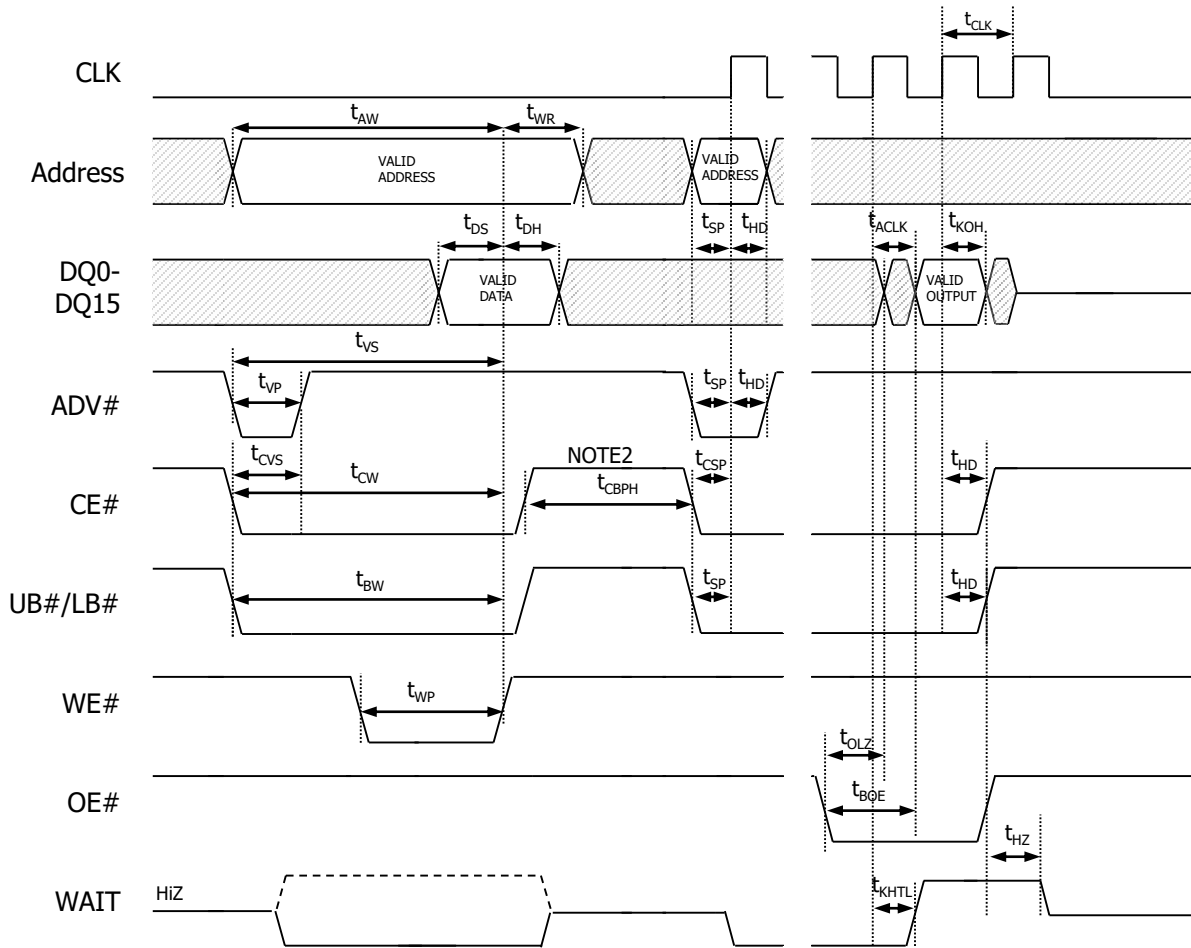 tCLK
CLK
tAW
tWR
Address
VALID
ADDRESS
VALID
ADDRESS
tDS
tDH
tSP
tHD
tACLK
tKOH
DQ0-
DQ15
VALID
DATA
VALID
OUTPUT
tVS
ADV#
tVP
tSP
tHD
tCVS
NOTE2
tCSP
CE#
tCW
tCBPH
tHD
UB#/LB#
tBW
tSP
tHD
WE#
tWP
tOLZ
OE#
tBOE
tHZ
WAIT
HiZ
tKHTL